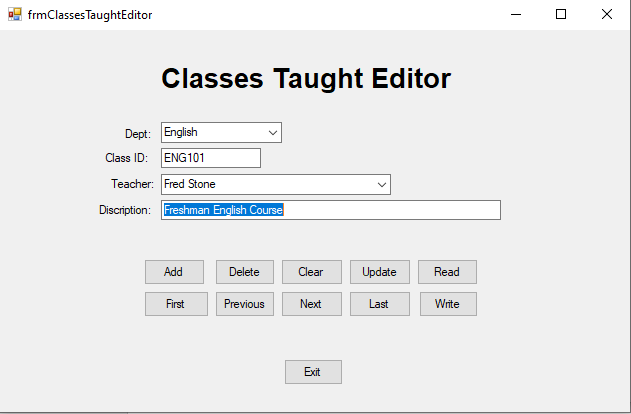 frmClassesTaughtEditor
Classes Taught Editor
Dept: English
Class ID: ENG101
Teacher: Fred Stone
Discription: Freshman English Course
Add Delete Clear Update Read
First Previous Next Last Write
Exit